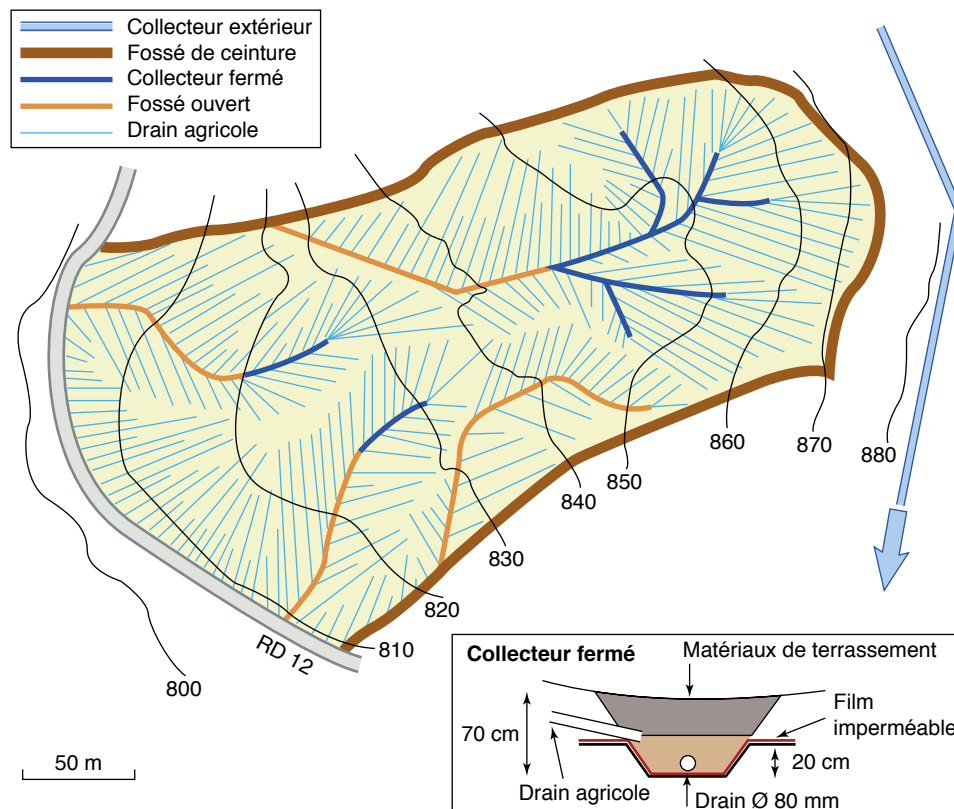 Collecteur extérieur
Fossé de ceinture
Collecteur fermé
Fossé ouvert
Drain agricole
880
870
860
850
840
830
820
810
800
RD 12
50 m
Collecteur fermé
Matériaux de terrassement
Film
imperméable
70 cm
20 cm
Drain agricole
Drain Ø 80 mm